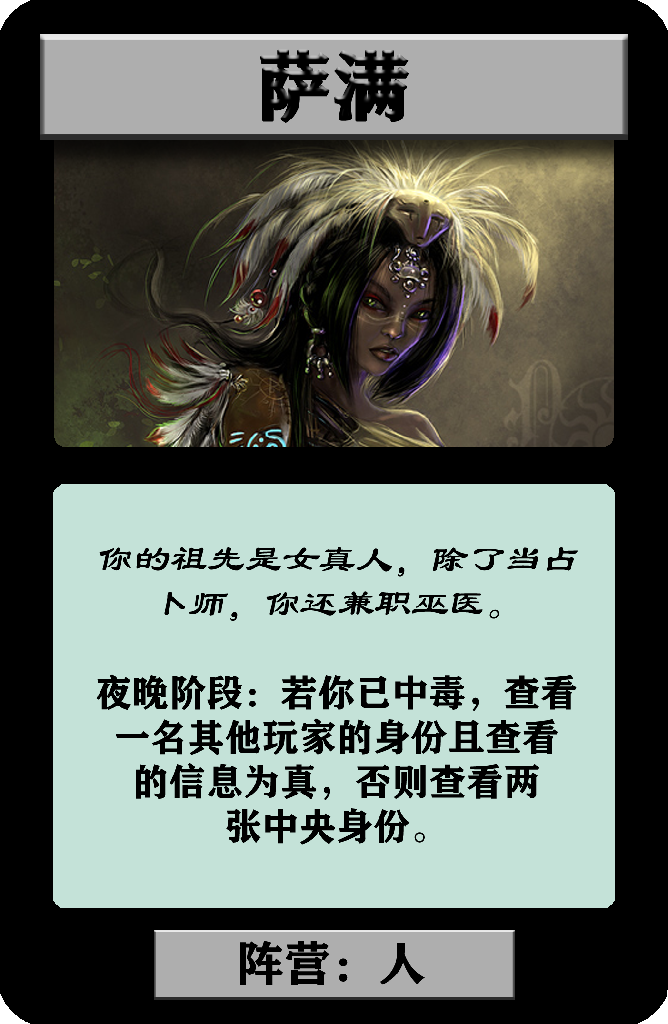 萨满
你的祖先是女真人，除了当占
卜师，你还兼职巫医。
夜晚阶段：若你已中毒，查看
一名其他玩家的身份且查看
的信息为真，否则查看两
张中央身份。
阵营：人